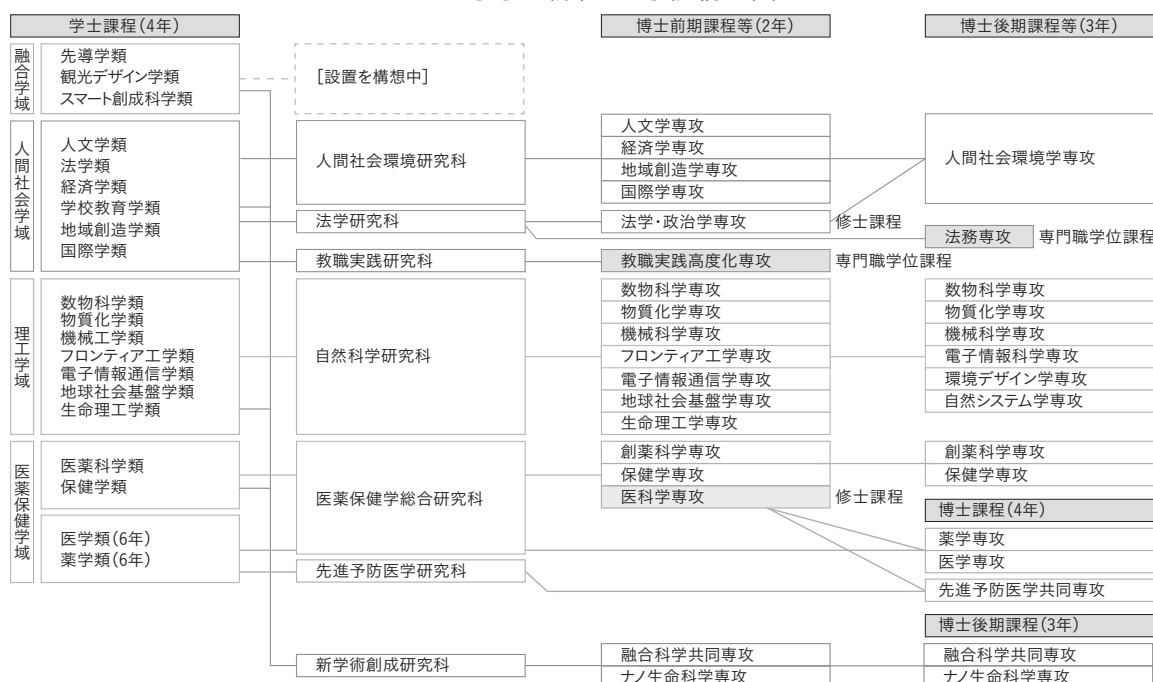 学士課程(4年)
博士前期課程等(2年)
博士後期課程等(3年)
融合学域
先導学類
観光デザイン学類
スマート創成科学類
[設置を構想中]
人間社会学域
人文学類
法学類
経済学類
学校教育学類
地域創造学類
国際学類
人間社会環境研究科
人文学専攻
経済学専攻
地域創造学専攻
国際学専攻
人間社会環境学専攻
法学研究科
法学・政治学専攻
修士課程
法務専攻
専門職学位課程
教職実践研究科
教職実践高度化専攻
専門職学位課程
理工学域
数物科学類
物質化学類
機械工学類
フロンティア工学類
電子情報通信学類
地球社会基盤学類
生命理工学類
自然科学研究科
数物科学専攻
物質化学専攻
機械科学専攻
フロンティア工学専攻
電子情報通信学専攻
地球社会基盤学専攻
生命理工学専攻
数物科学専攻
物質化学専攻
機械科学専攻
電子情報科学専攻
環境デザイン学専攻
自然システム学専攻
医薬保健学域
医薬科学類
保健学類
医学類(6年)
薬学類(6年)
医薬保健学総合研究科
創薬科学専攻
保健学専攻
医科学専攻
修士課程
創薬科学専攻
保健学専攻
博士課程(4年)
薬学専攻
医学専攻
先進予防医学研究科
先進予防医学共同専攻
博士後期課程(3年)
新学術創成研究科
融合科学共同専攻
ナノ生命科学専攻
融合科学共同専攻
ナノ生命科学専攻